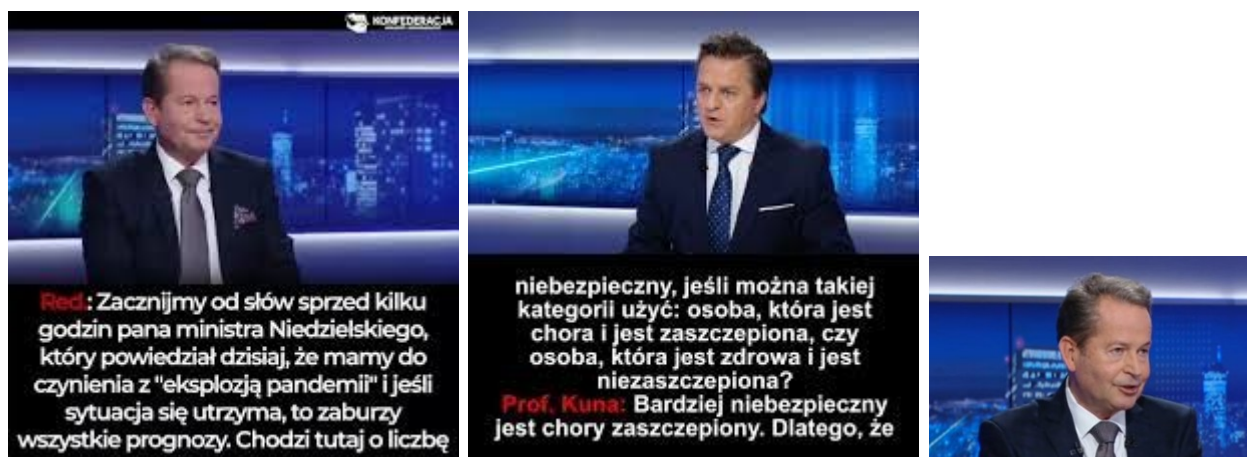 KONFEDERACJA
Red.: Zacznijmy od słów sprzed kilku
godzin pana ministra Niedzielskiego,
który powiedział dzisiaj, że mamy do
czynienia z "eksplozją pandemii" i jeśli
sytuacja się utrzyma, to zaburzy
wszystkie prognozy. Chodzi tutaj o liczbę
niebezpieczny, jeśli można takiej
kategorii użyć: osoba, która jest
chora i jest zaszczepiona, czy
osoba, która jest zdrowa i jest
niezaszczepiona?
Prof. Kuna: Bardziej niebezpieczny
jest chory zaszczepiony. Dlatego, że